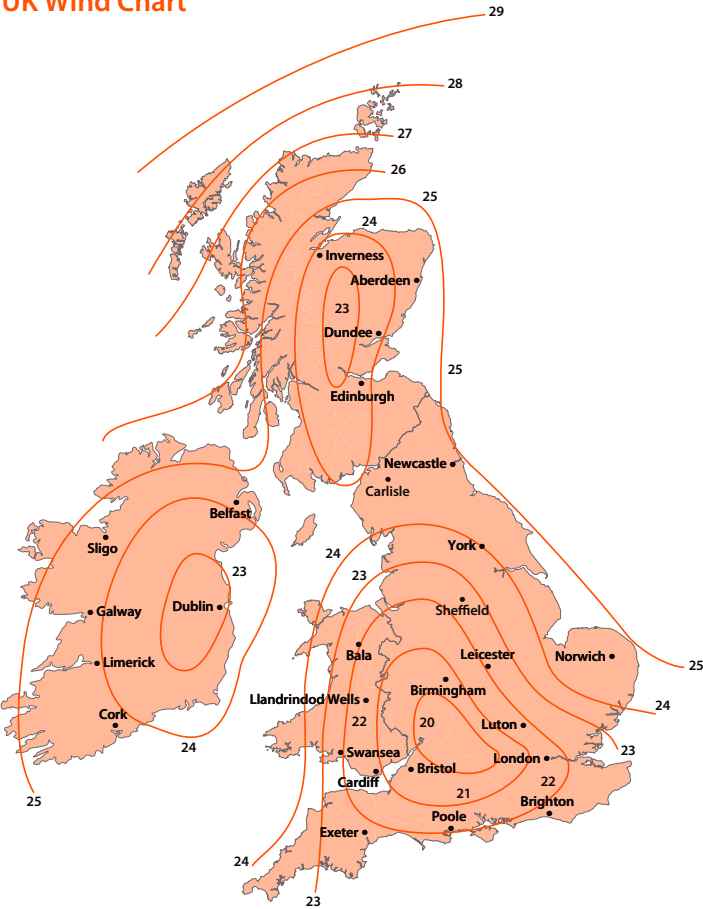 UK Wind Chart
29
28
27
26
25
24
Inverness
Aberdeen
23
Dundee
25
Edinburgh
Newcastle
Carlisle
Belfast
Sligo
York
24
23
23
Dublin
Sheffield
Galway
Bala
Leicester
Norwich
Limerick
25
Birmingham
Llandrindod Wells
24
Cork
22
20
Luton
24
23
Swansea
London
Bristol
Cardiff
22
21
25
Brighton
Poole
Exeter
24
23